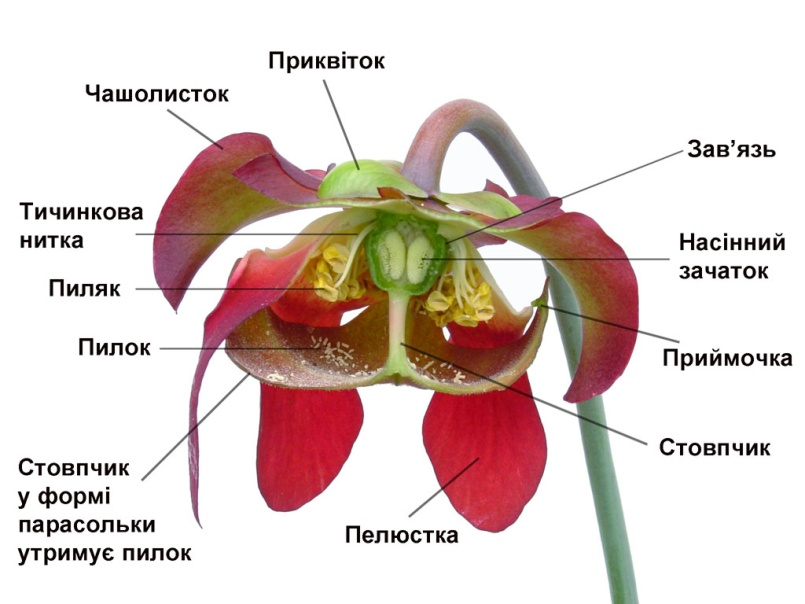 Приквіток
Чашолисток
Зав’язь
Тичинкова
нитка
Насінний
зачаток
Пиляк
Пилок
Приймочка
Стовпчик
Стовпчик
у формі
парасольки
утримує пилок
Пелюстка